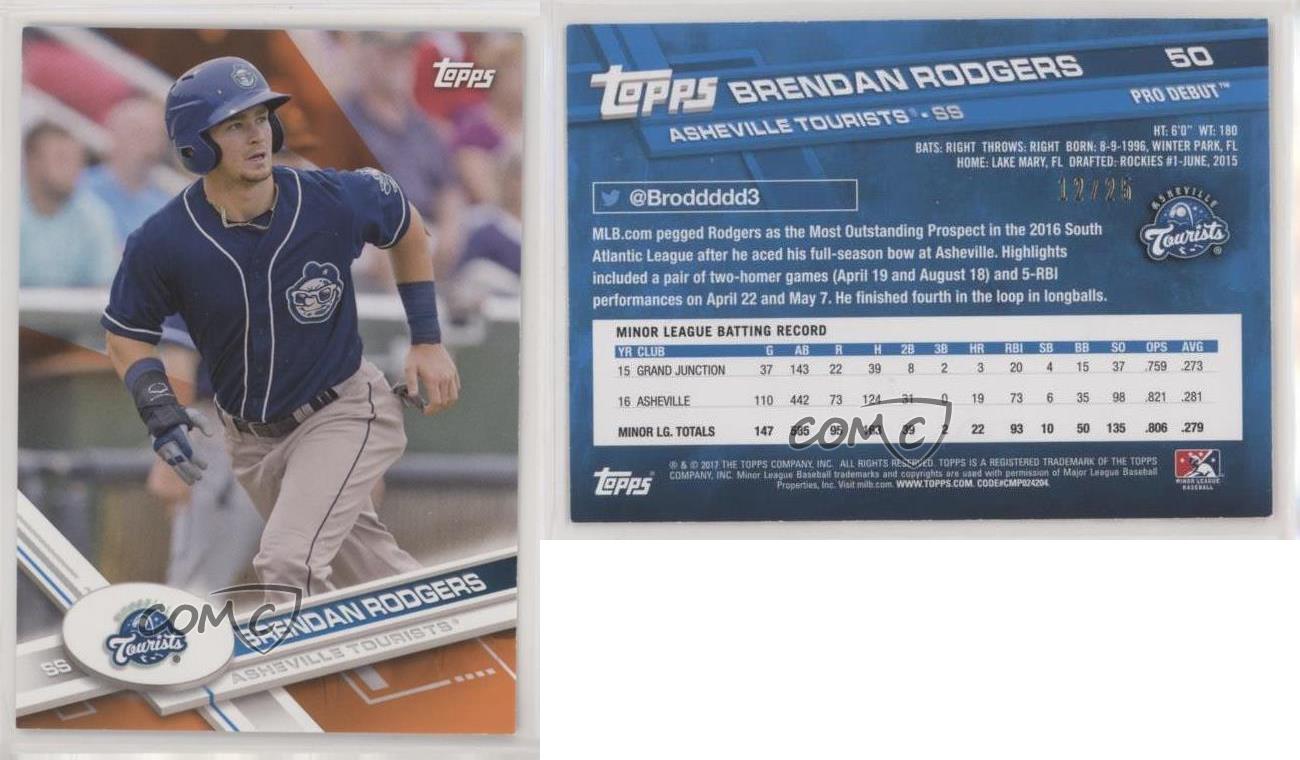 topps
COMC
Tourists®
SS
BRENDAN RODGERS
ASHEVILLE TOURISTS®
topps BRENDAN RODGERS 50
ASHEVILLE TOURISTS® • SS PRO DEBUT™
HT: 6'0" WT: 180
BATS: RIGHT THROWS: RIGHT BORN: 8-9-1996, WINTER PARK, FL
HOME: LAKE MARY, FL DRAFTED: ROCKIES #1-JUNE, 2015
12/25
@Broddddd3
ASHEVILLE
Tourists®
MLB.com pegged Rodgers as the Most Outstanding Prospect in the 2016 South
Atlantic League after he aced his full-season bow at Asheville. Highlights
included a pair of two-homer games (April 19 and August 18) and 5-RBI
performances on April 22 and May 7. He finished fourth in the loop in longballs.
MINOR LEAGUE BATTING RECORD
YR CLUB G AB R H 2B 3B HR RBI SB BB SO OPS AVG
15 GRAND JUNCTION 37 143 22 39 8 2 3 20 4 15 37 .759 .273
16 ASHEVILLE 110 442 73 124 31 0 19 73 6 35 98 .821 .281
COMC
MINOR LG. TOTALS 147 585 95 163 39 2 22 93 10 50 135 .806 .279
topps®
® & © 2017 THE TOPPS COMPANY, INC. ALL RIGHTS RESERVED. TOPPS IS A REGISTERED TRADEMARK OF THE TOPPS
COMPANY, INC. Minor League Baseball trademarks and copyrights are used with permission of Major League Baseball
Properties, Inc. Visit milb.com. WWW.TOPPS.COM. CODE#CMP024204.
MINOR LEAGUE
BASEBALL